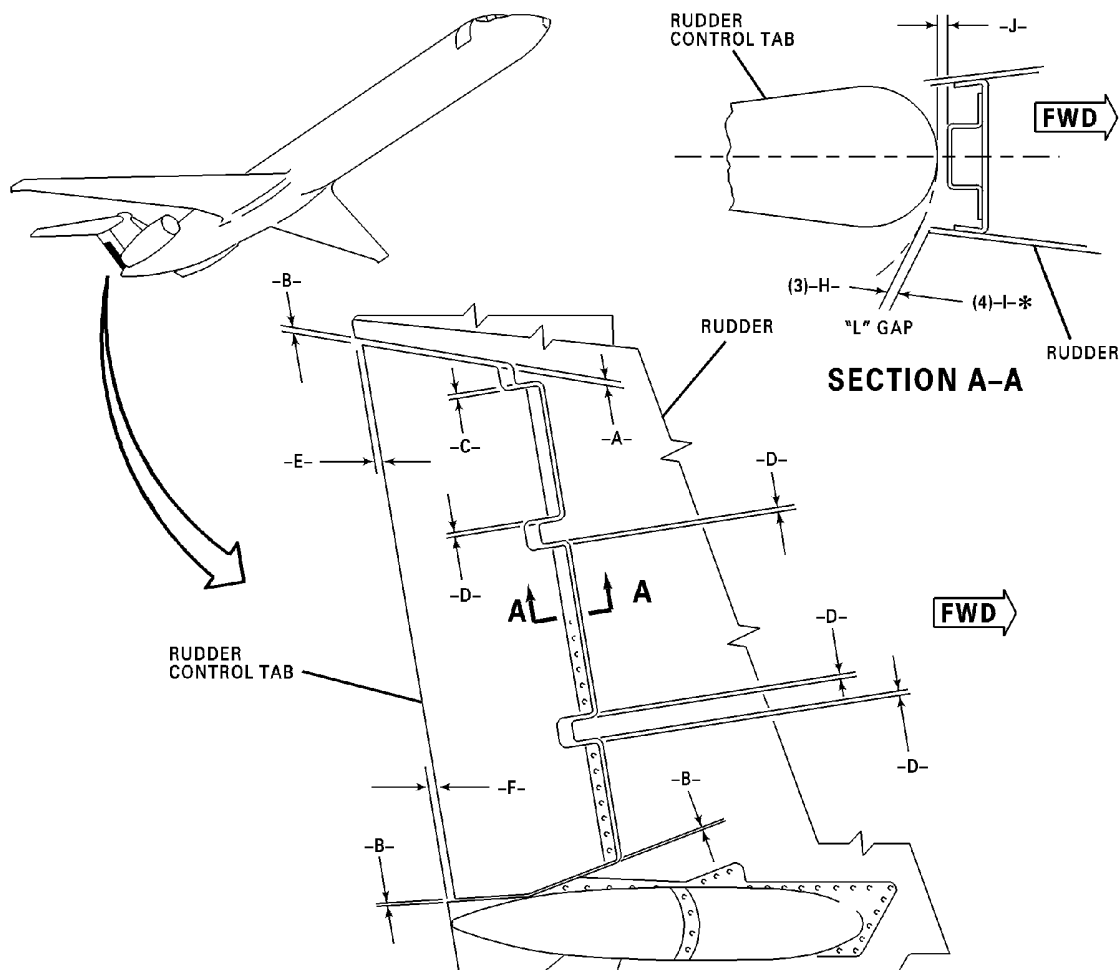 RUDDER
CONTROL TAB
–J–
FWD
(3)–H–
(4)–I–*
"L" GAP
RUDDER
SECTION A–A
–B–
RUDDER
–C–
–A–
–E–
–D–
–D–
A
A
FWD
–D–
RUDDER
CONTROL TAB
–D–
–F–
–B–
–B–